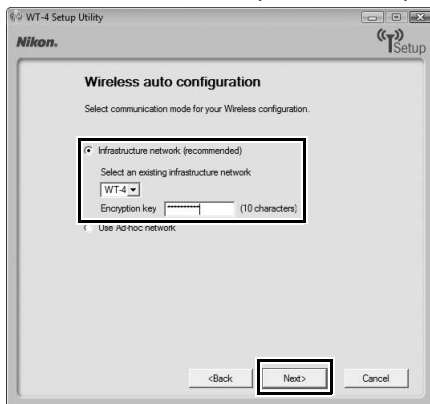 WT-4 Setup Utility
Nikon.
Setup
Wireless auto configuration
Select communication mode for your Wireless configuration.
Infrastructure network (recommended)
Select an existing infrastructure network
WT-4
Encryption key ********** (10 characters)
Use Ad-hoc network
<Back Next> Cancel